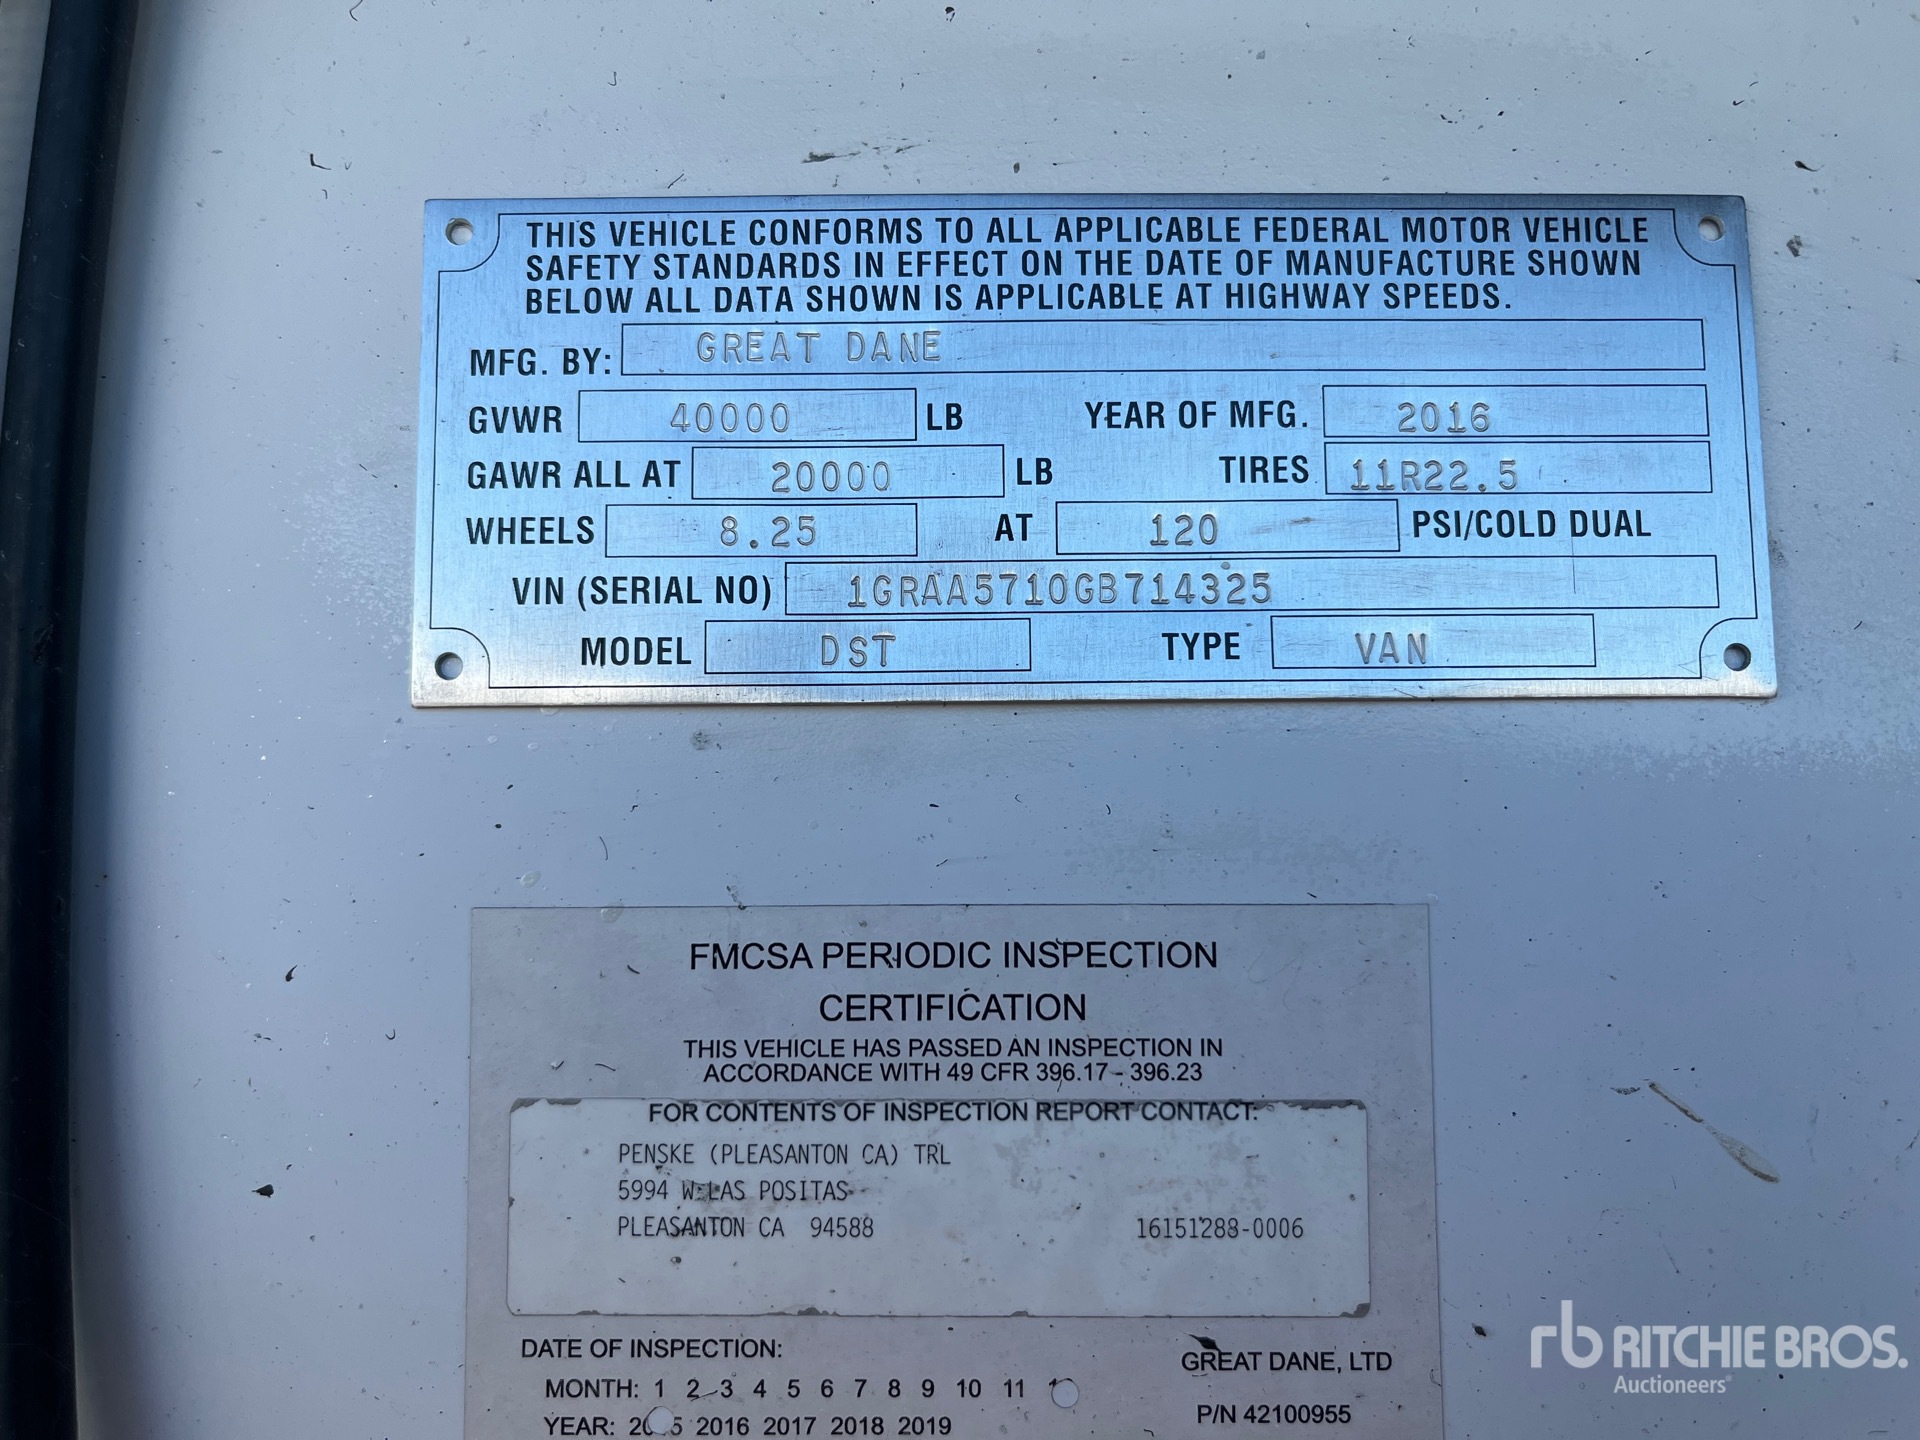 THIS VEHICLE CONFORMS TO ALL APPLICABLE FEDERAL MOTOR VEHICLE
SAFETY STANDARDS IN EFFECT ON THE DATE OF MANUFACTURE SHOWN
BELOW ALL DATA SHOWN IS APPLICABLE AT HIGHWAY SPEEDS.
MFG. BY: GREAT DANE
GVWR 40000 LB YEAR OF MFG. 2016
GAWR ALL AT 20000 LB TIRES 11R22.5
WHEELS 8.25 AT 120 PSI/COLD DUAL
VIN (SERIAL NO) 1GRAA5710GB714325
MODEL DST TYPE VAN
FMCSA PERIODIC INSPECTION
CERTIFICATION
THIS VEHICLE HAS PASSED AN INSPECTION IN
ACCORDANCE WITH 49 CFR 396.17 - 396.23
FOR CONTENTS OF INSPECTION REPORT CONTACT:
PENSKE (PLEASANTON CA) TRL
5994 W LAS POSITAS
PLEASANTON CA 94588 16151288-0006
DATE OF INSPECTION:
GREAT DANE, LTD
MONTH: 1 2 3 4 5 6 7 8 9 10 11
P/N 42100955
YEAR: 2016 2017 2018 2019
rb RITCHIE BROS.
Auctioneers